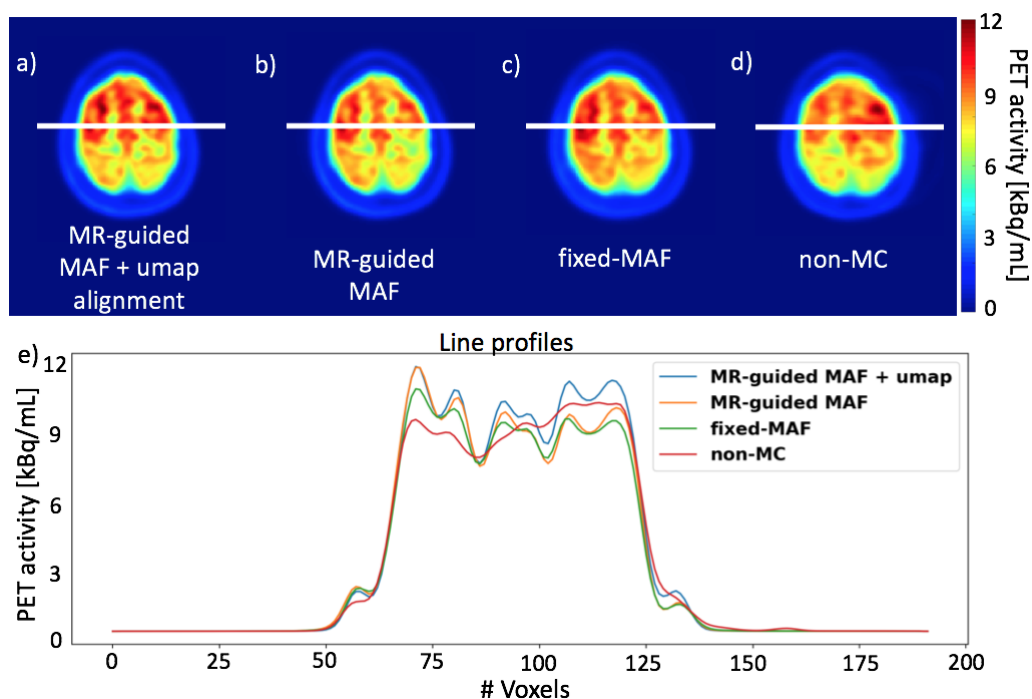 a)
b)
c)
d)
MR-guided
MAF + umap
alignment
MR-guided
MAF
fixed-MAF
non-MC
12
9
6
3
0
PET activity [kBq/mL]
e)
Line profiles
12
9
6
3
0
PET activity [kBq/mL]
MR-guided MAF + umap
MR-guided MAF
fixed-MAF
non-MC
0
25
50
75
100
125
150
175
200
# Voxels